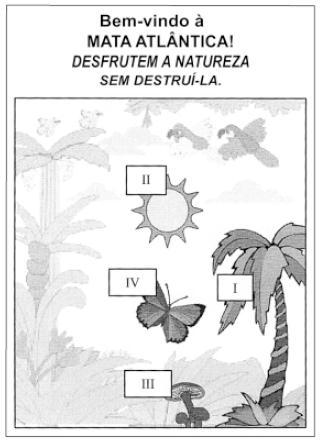 Bem-vindo à
MATA ATLÂNTICA!
DESFRUTEM A NATUREZA
SEM DESTRUÍ-LA.
II
IV
I
III